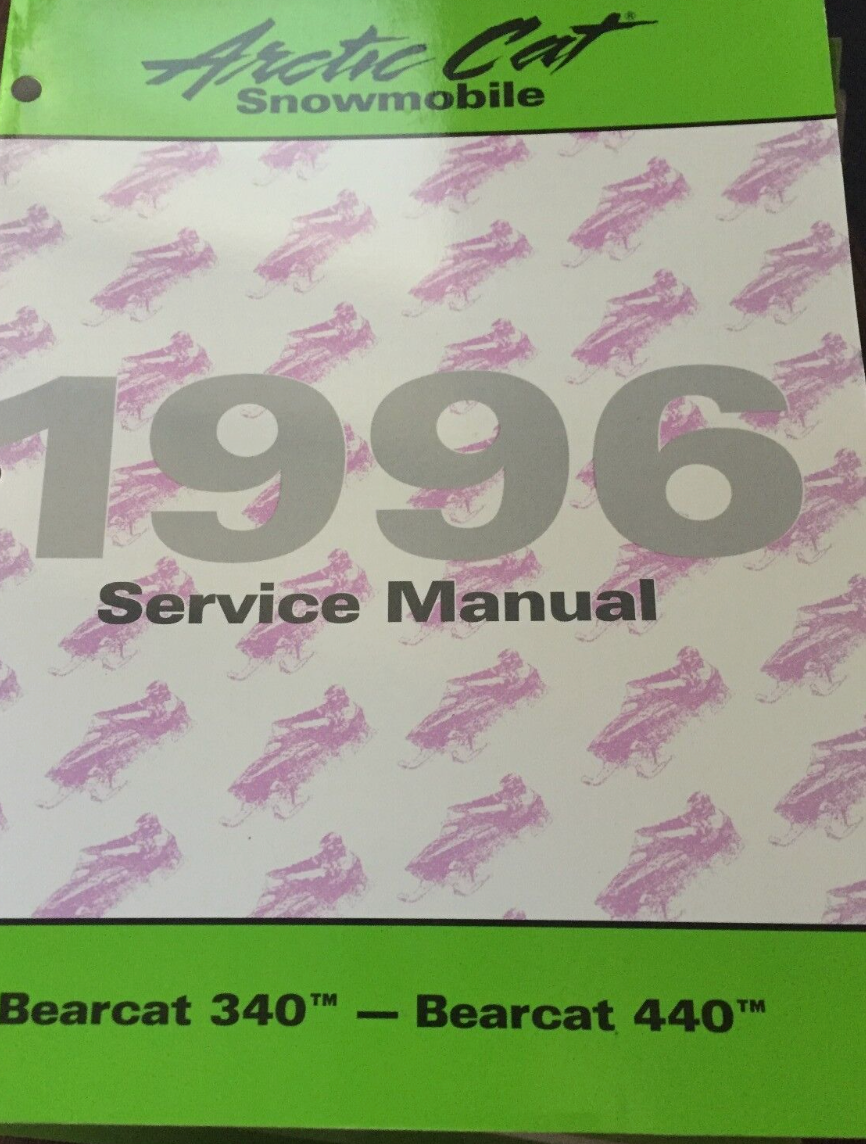 Arctic Cat®
Snowmobile
1996
Service Manual
Bearcat 340™ — Bearcat 440™